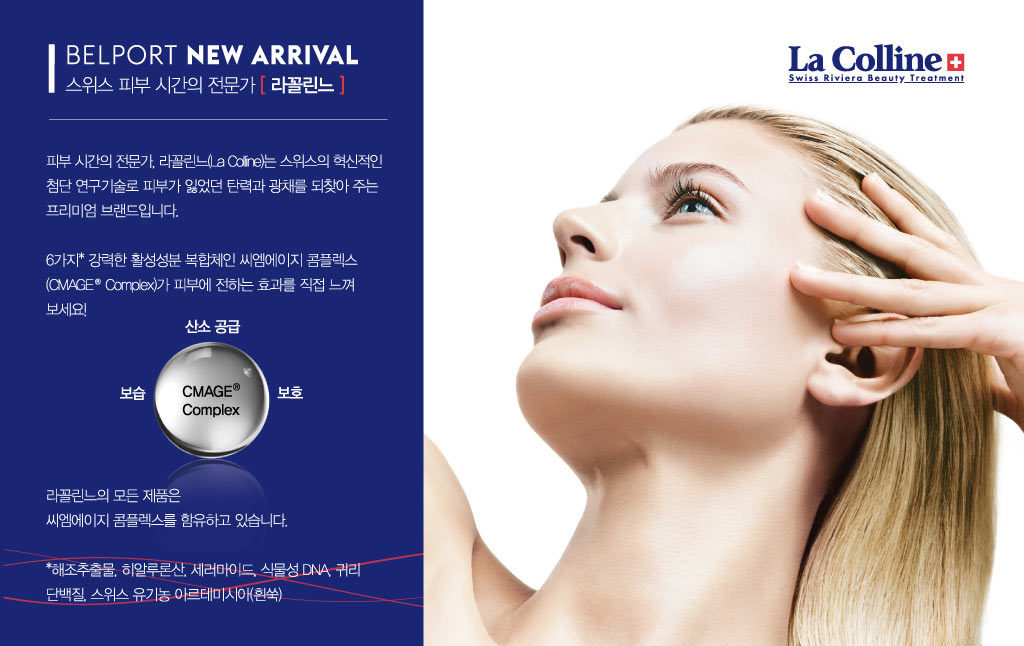 BELPORT NEW ARRIVAL
스위스 피부 시간의 전문가 [ 라꼴린느 ]
La Colline
Swiss Riviera Beauty Treatment
피부 시간의 전문가, 라꼴린느(La Colline)는 스위스의 혁신적인
첨단 연구기술로 피부가 잃었던 탄력과 광채를 되찾아 주는
프리미엄 브랜드입니다.
6가지* 강력한 활성성분 복합체인 씨엠에이지 콤플렉스
(CMAGE® Complex)가 피부에 전하는 효과를 직접 느껴
보세요!
산소 공급
보습
CMAGE®
Complex
보호
라꼴린느의 모든 제품은
씨엠에이지 콤플렉스를 함유하고 있습니다.
*해조추출물, 히알루론산, 세러마이드, 식물성 DNA, 귀리
단백질, 스위스 유기농 아르테미시아(흰쑥)